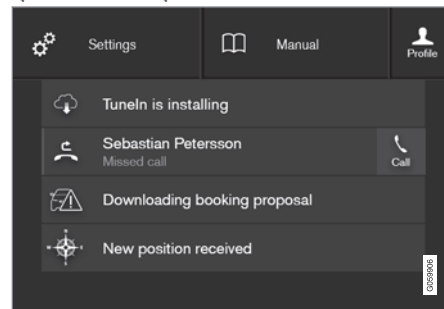 Settings
Manual
Profile
TuneIn is installing
Sebastian Petersson
Missed call
Call
Downloading booking proposal
New position received
G059906